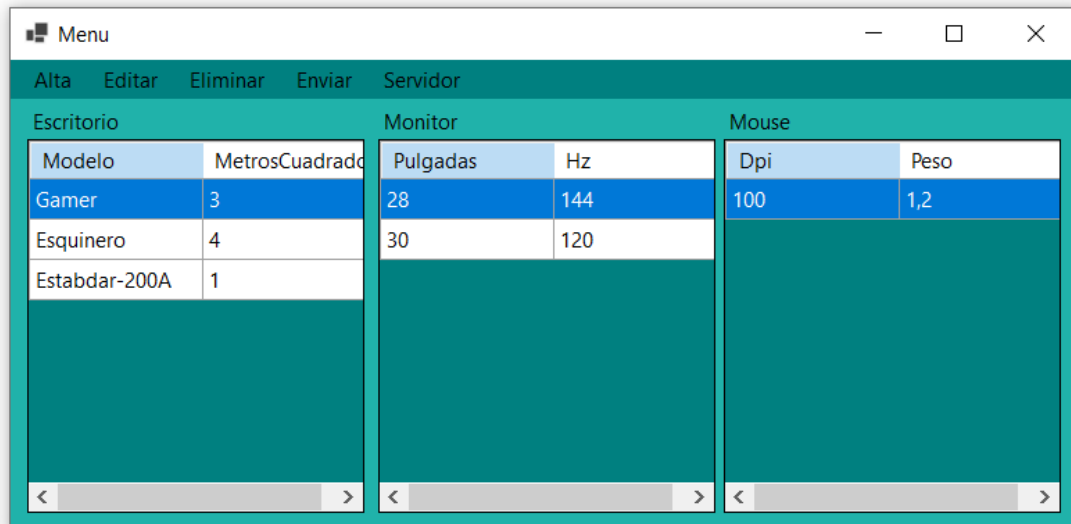 Menu
Alta Editar Eliminar Enviar Servidor
Escritorio Monitor Mouse
Modelo MetrosCuadrado Pulgadas Hz Dpi Peso
Gamer 3 28 144 100 1,2
Esquinero 4 30 120
Estabdar-200A 1